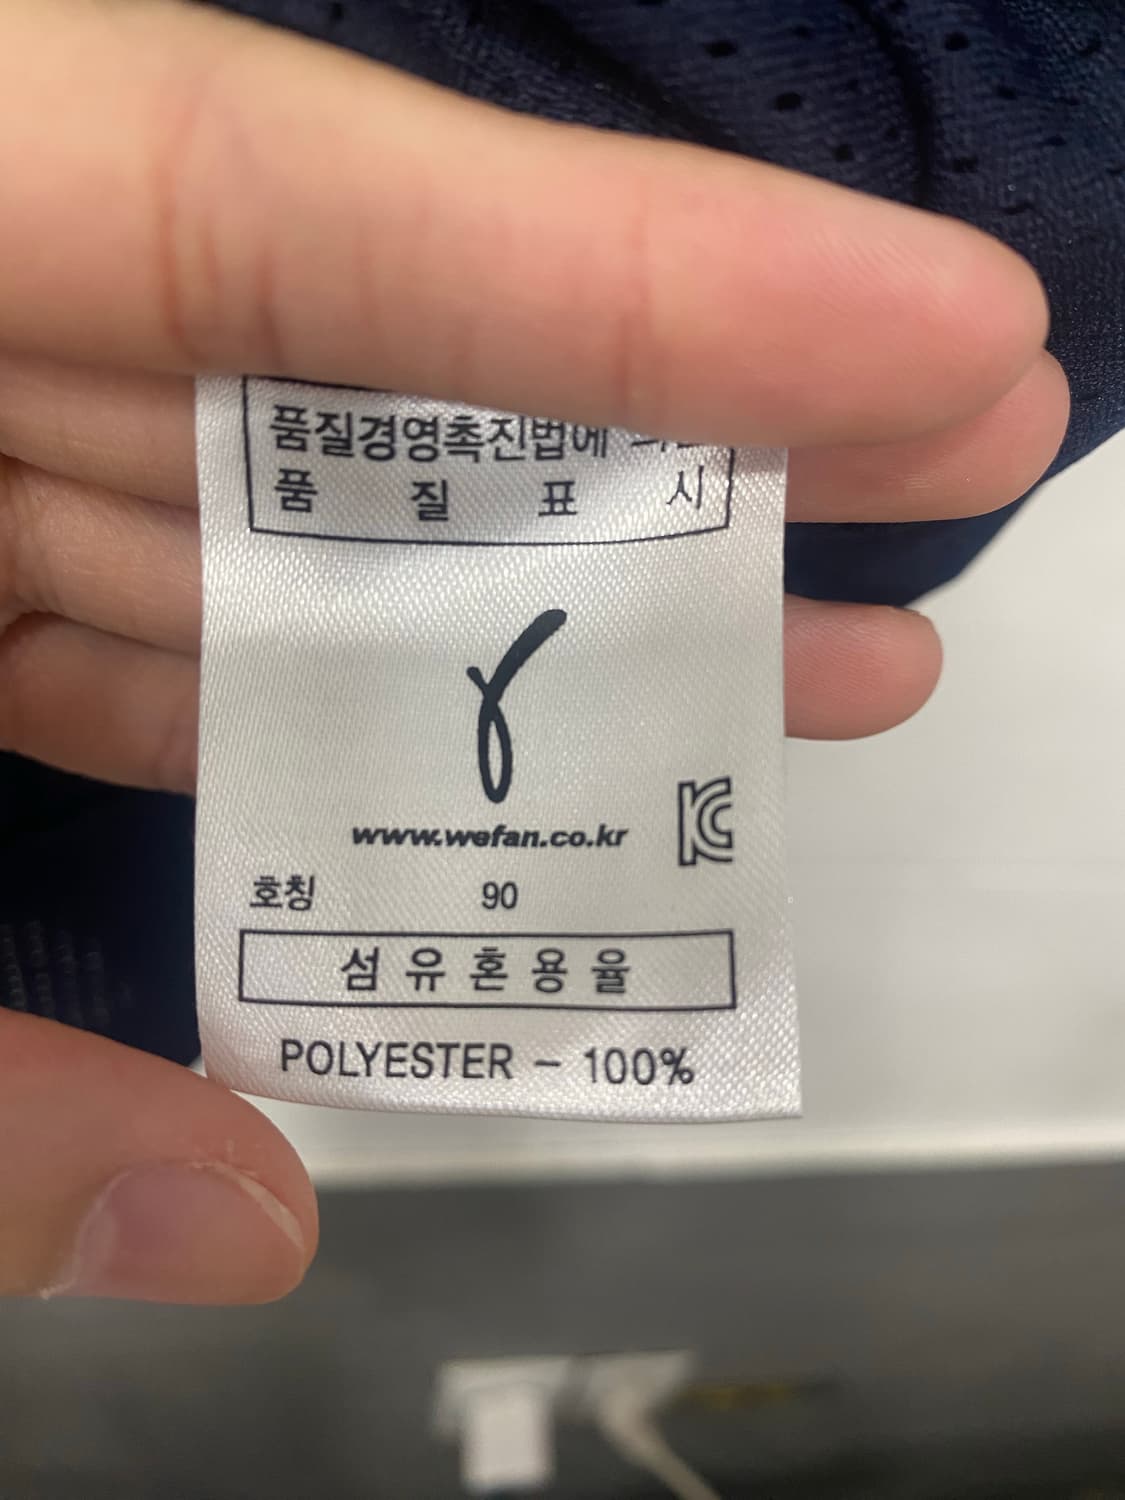 품질경영촉진법에
품 질 표 시
www.wefan.co.kr
KC
호칭 90
섬유혼용율
POLYESTER - 100%